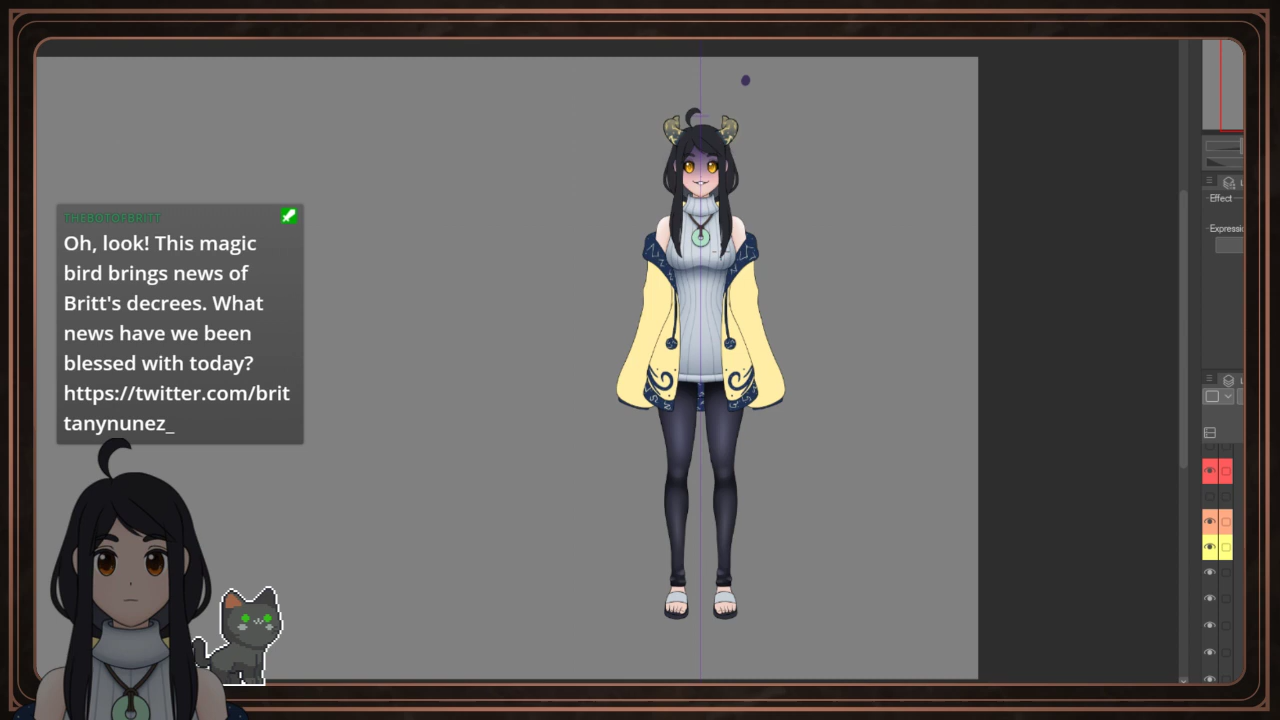 THEBOTOFBRITT
Oh, look! This magic
bird brings news of
Britt's decrees. What
news have we been
blessed with today?
https://twitter.com/brit
tanynunez_
Effect
Expressi